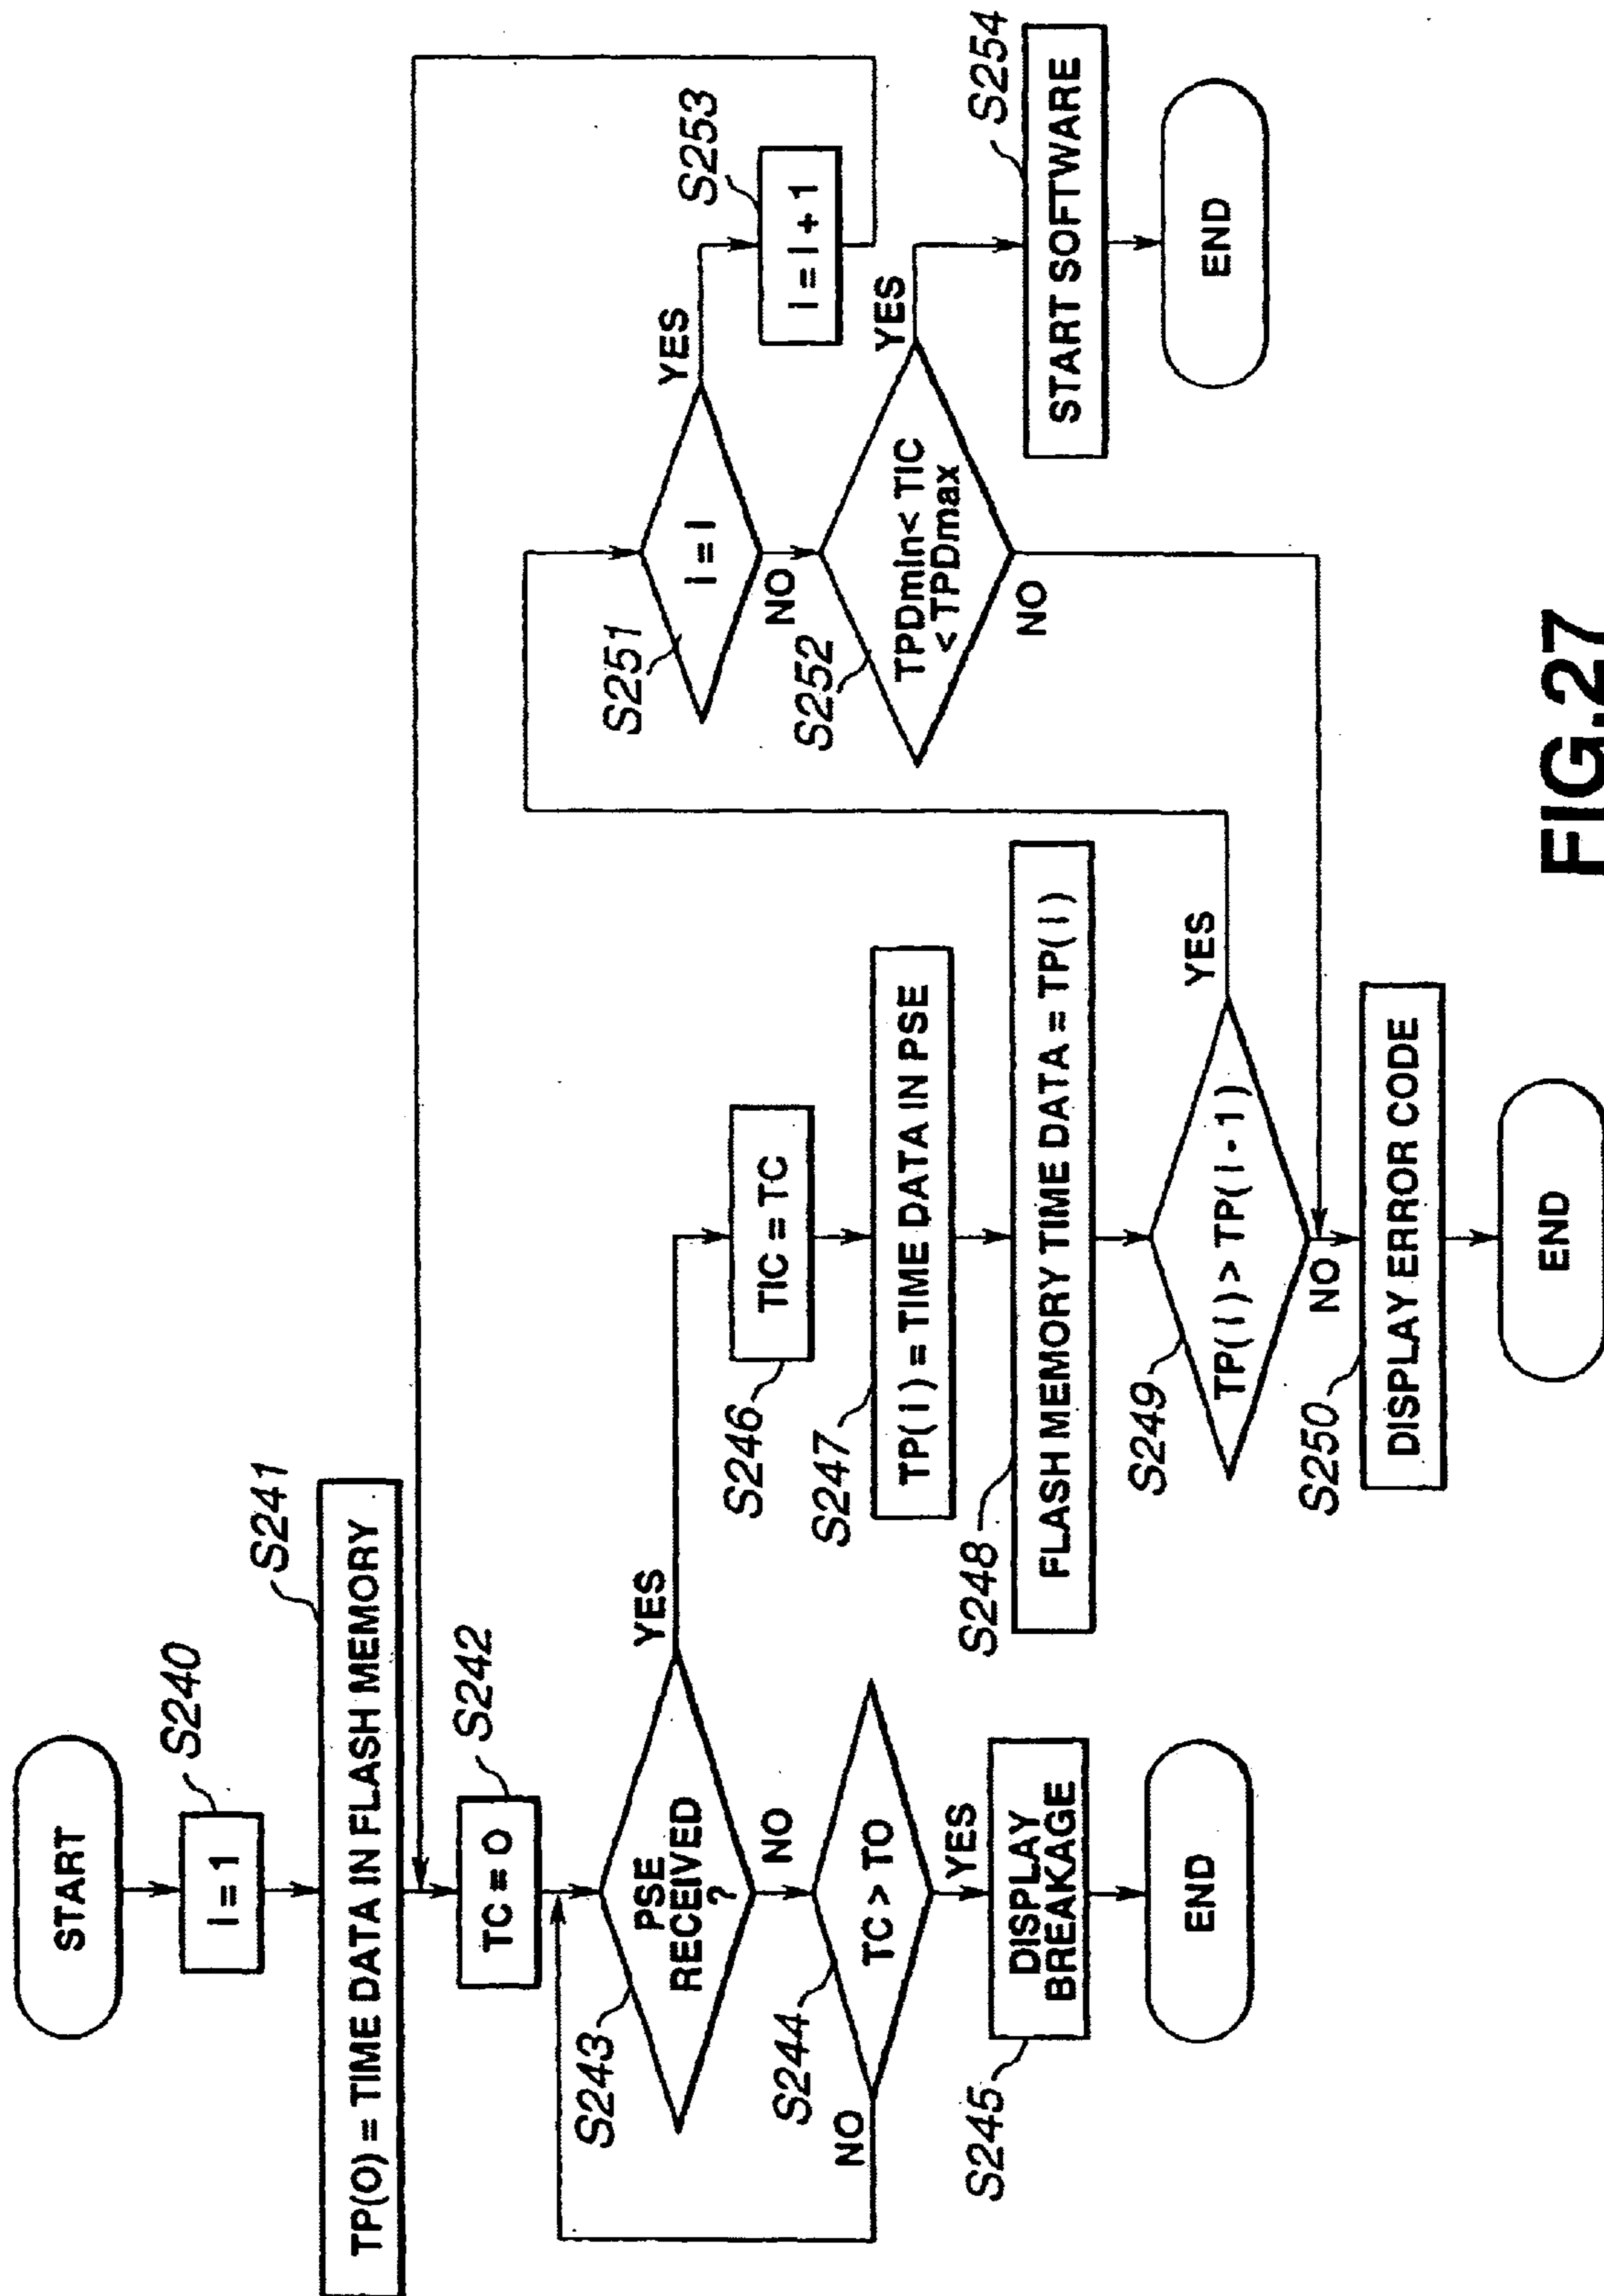 START
S240
I = 1
S241
TP(0) = TIME DATA IN FLASH MEMORY
S242
TC = 0
S243
PSE
RECEIVED
?
YES
NO
S244
TC > TO
NO
YES
S245
DISPLAY
BREAKAGE
END
S246
TIC = TC
S247
TP( I ) = TIME DATA IN PSE
S248
FLASH MEMORY TIME DATA = TP( I )
S249
TP( I ) > TP( I - 1 )
YES
NO
S250
DISPLAY ERROR CODE
END
S251
i = I
YES
NO
S253
I = I + 1
S252
TPDmin< TIC
< TPDmax
YES
NO
S254
START SOFTWARE
END
FIG.27